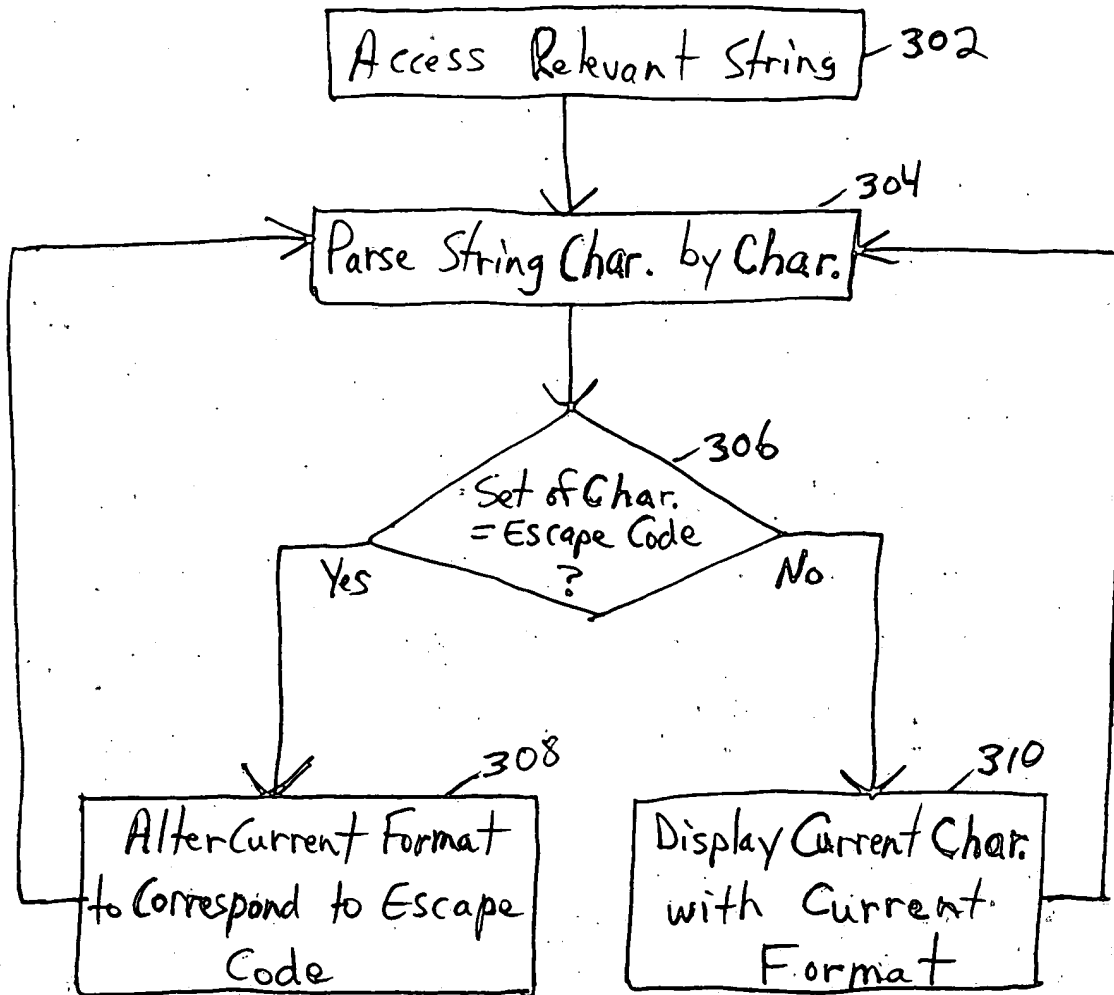 Access Relevant String
302
304
Parse String Char. by Char.
306
Set of Char.
= Escape Code
?
Yes
No
308
Alter Current Format
to Correspond to Escape
Code
310
Display Current Char.
with Current
Format